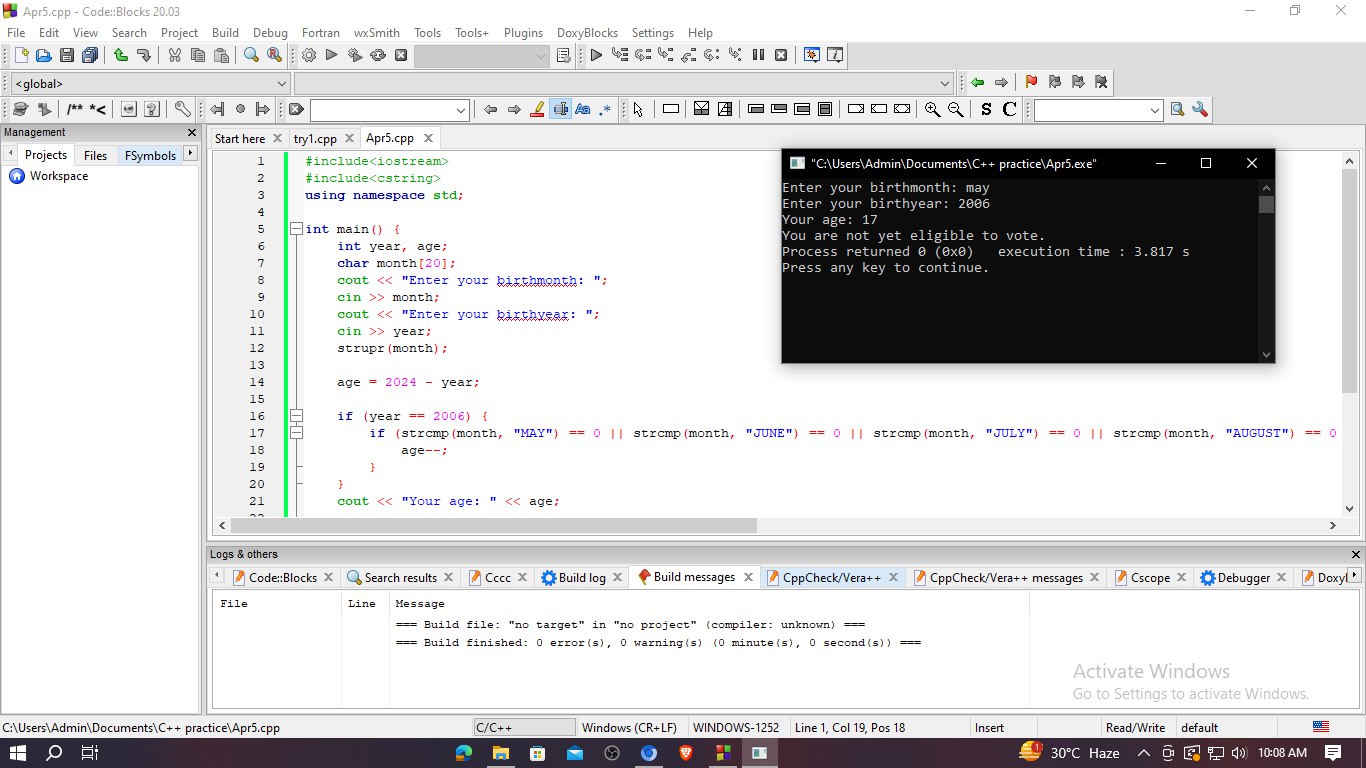 Apr5.cpp - Code::Blocks 20.03
File Edit View Search Project Build Debug Fortran wxSmith Tools Tools+ Plugins DoxyBlocks Settings Help
<global>
/** *<
Aa .*
S C
Management
Projects Files FSymbols
Workspace
Start here try1.cpp Apr5.cpp
1 #include<iostream>
2 #include<cstring>
3 using namespace std;
4
5 int main() {
6 int year, age;
7 char month[20];
8 cout << "Enter your birthmonth: ";
9 cin >> month;
10 cout << "Enter your birthyear: ";
11 cin >> year;
12 strupr(month);
13
14 age = 2024 - year;
15
16 if (year == 2006) {
17 if (strcmp(month, "MAY") == 0 || strcmp(month, "JUNE") == 0 || strcmp(month, "JULY") == 0 || strcmp(month, "AUGUST") == 0
18 age--;
19 }
20 }
21 cout << "Your age: " << age;
"C:\Users\Admin\Documents\C++ practice\Apr5.exe"
Enter your birthmonth: may
Enter your birthyear: 2006
Your age: 17
You are not yet eligible to vote.
Process returned 0 (0x0) execution time : 3.817 s
Press any key to continue.
Logs & others
Code::Blocks Search results Cccc Build log Build messages CppCheck/Vera++ CppCheck/Vera++ messages Cscope Debugger Doxyl
File Line Message
=== Build file: "no target" in "no project" (compiler: unknown) ===
=== Build finished: 0 error(s), 0 warning(s) (0 minute(s), 0 second(s)) ===
Activate Windows
Go to Settings to activate Windows.
C:\Users\Admin\Documents\C++ practice\Apr5.cpp C/C++ Windows (CR+LF) WINDOWS-1252 Line 1, Col 19, Pos 18 Insert Read/Write default
1 30°C Haze 10:08 AM